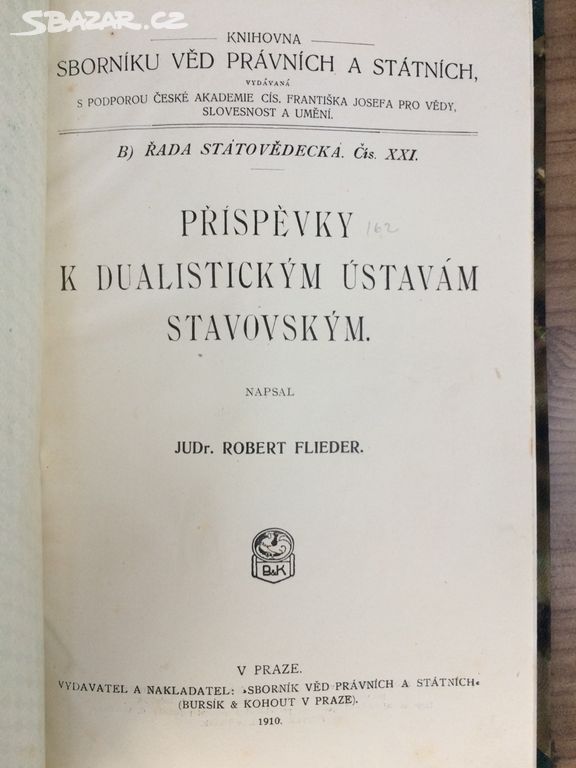 SBAZAR.CZ
KNIHOVNA
SBORNÍKU VĚD PRÁVNÍCH A STÁTNÍCH,
VYDÁVANÁ
S PODPOROU ČESKÉ AKADEMIE CÍS. FRANTIŠKA JOSEFA PRO VĚDY,
SLOVESNOST A UMĚNÍ.
B) ŘADA STÁTOVĚDECKÁ. Čís. XXI.
PŘÍSPĚVKY 162
K DUALISTICKÝM ÚSTAVÁM
STAVOVSKÝM.
NAPSAL
JUDr. ROBERT FLIEDER.
B&K
V PRAZE.
VYDAVATEL A NAKLADATEL: »SBORNÍK VĚD PRÁVNÍCH A STÁTNÍCH«
(BURSÍK & KOHOUT V PRAZE).
1910.